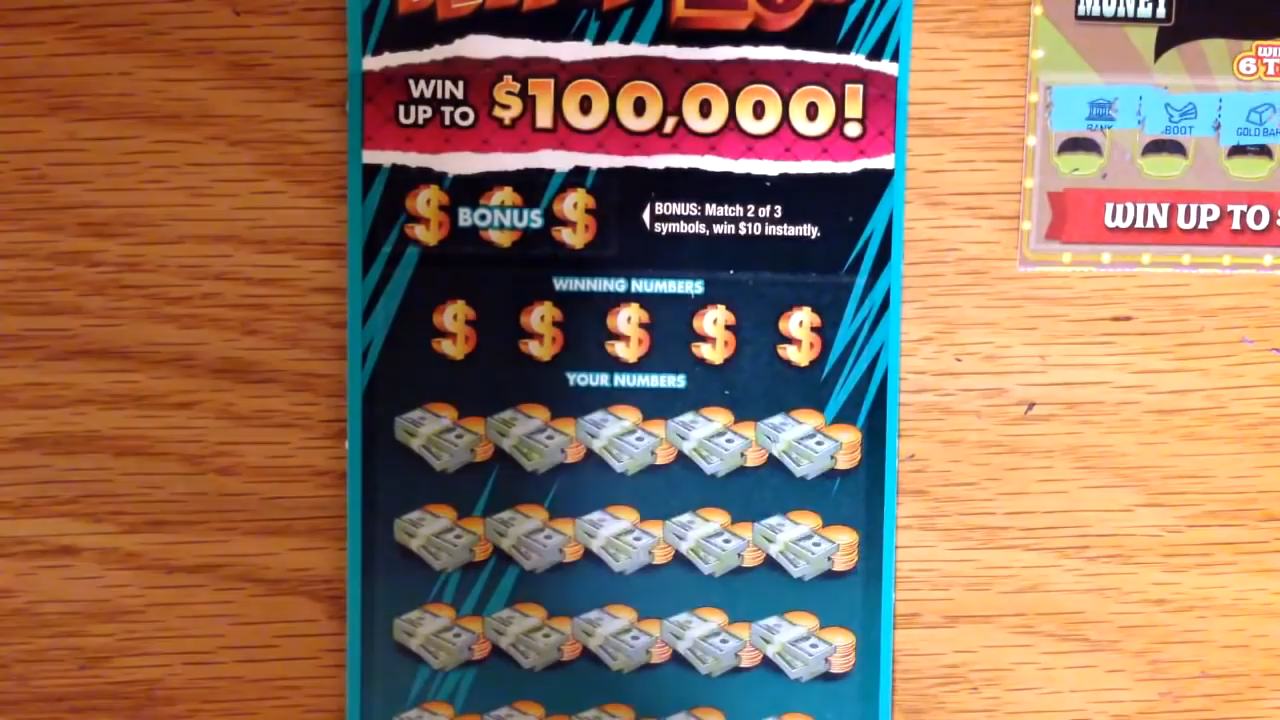 WIN
UP TO $100,000!
BONUS
BONUS: Match 2 of 3
symbols, win $10 instantly.
WINNING NUMBERS
YOUR NUMBERS
MONEY
6 T
BANK
BOOT
GOLD BAR
WIN UP TO